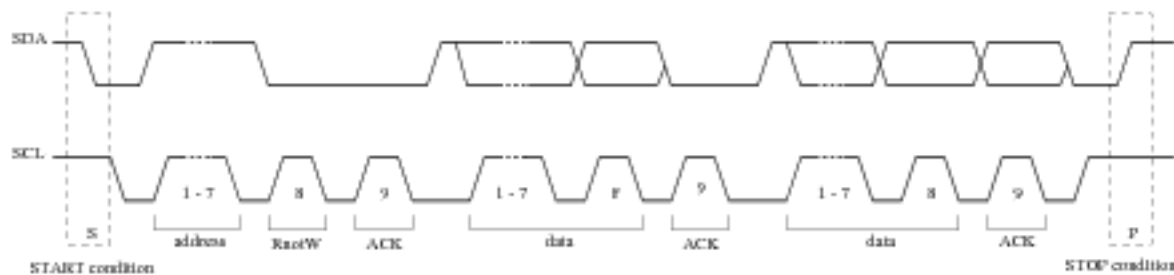 SDA
SCL
1 - 7 8 9 1 - 7 F 9 1 - 7 8 9
S address RnotW ACK data ACK data ACK P
START condition STOP condition